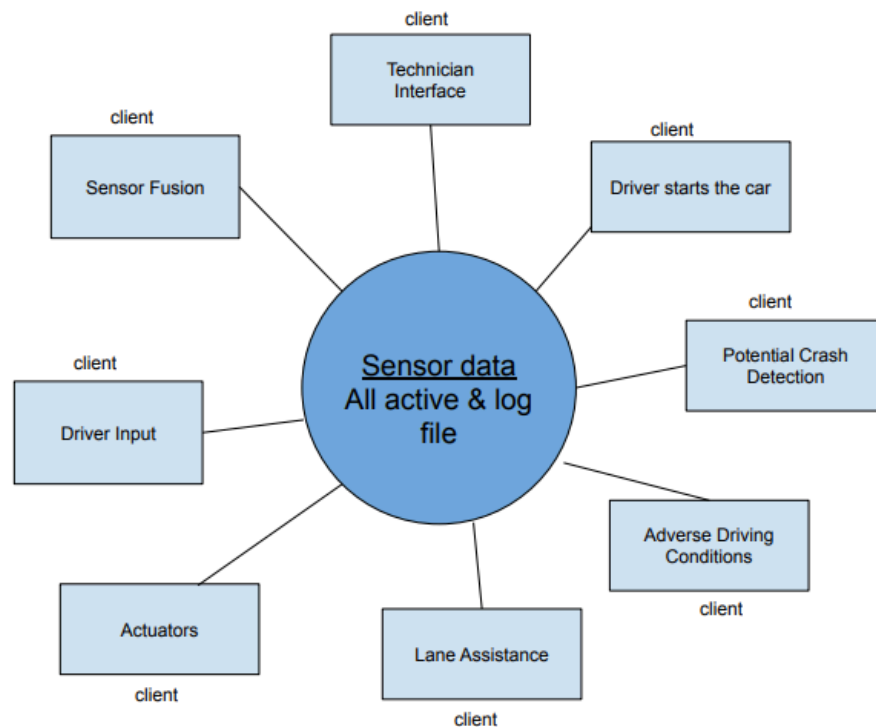 client
Technician
Interface
client
Sensor Fusion
client
Driver starts the car
client
Potential Crash
Detection
client
Driver Input
Sensor data
All active & log
file
Adverse Driving
Conditions
client
Actuators
client
Lane Assistance
client